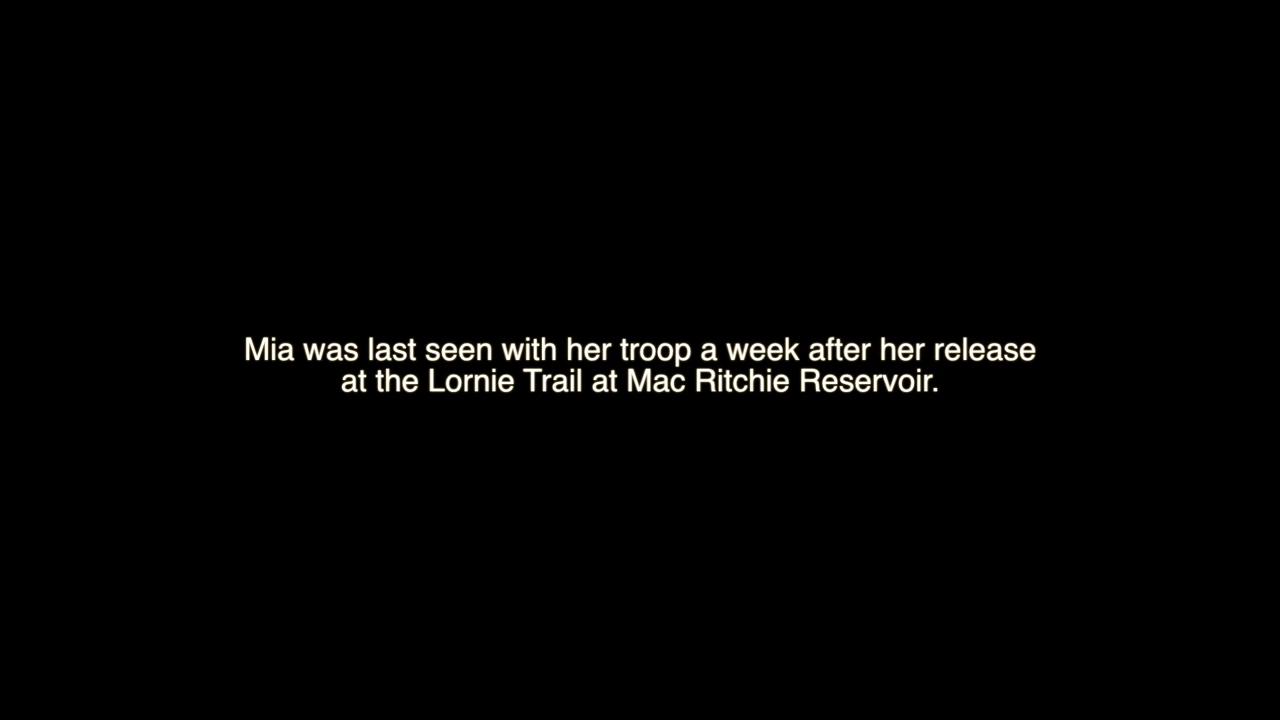 Mia was last seen with her troop a week after her release
at the Lornie Trail at Mac Ritchie Reservoir.